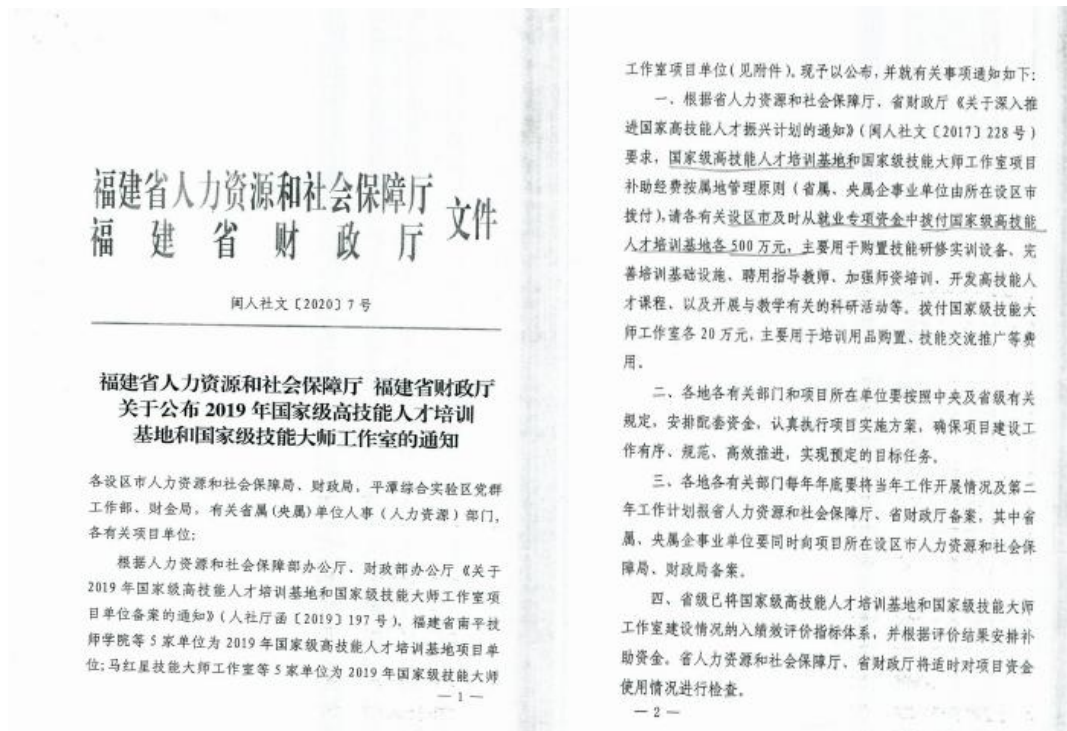 福建省人力资源和社会保障厅
福建省财政厅
文件
闽人社文〔2020〕7号
福建省人力资源和社会保障厅 福建省财政厅
关于公布2019年国家级高技能人才培训
基地和国家级技能大师工作室的通知
各设区市人力资源和社会保障局、财政局，平潭综合实验区党群
工作部、财金局，有关省属(央属)单位人事（人力资源）部门，
各有关项目单位：
根据人力资源和社会保障部办公厅、财政部办公厅《关于
2019年国家级高技能人才培训基地和国家级技能大师工作室项
目单位备案的通知》（人社厅函〔2019〕197号），福建省南平技
师学院等5家单位为2019年国家级高技能人才培训基地项目单
位；马红星技能大师工作室等5家单位为2019年国家级技能大师
—1—
工作室项目单位（见附件）。现予以公布，并就有关事项通知如下：
一、根据省人力资源和社会保障厅、省财政厅《关于深入推
进国家高技能人才振兴计划的通知》（闽人社文〔2017〕228号）
要求，国家级高技能人才培训基地和国家级技能大师工作室项目
补助经费按属地管理原则（省属、央属企事业单位由所在设区市
拨付），请各有关设区市及时从就业专项资金中拨付国家级高技能
人才培训基地各500万元，主要用于购置技能研修实训设备、完
善培训基础设施、聘用指导教师、加强师资培训、开发高技能人
才课程、以及开展与教学有关的科研活动等。拨付国家级技能大
师工作室各20万元，主要用于培训用品购置、技能交流推广等费
用。
二、各地各有关部门和项目所在单位要按照中央及省级有关
规定，安排配套资金，认真执行项目实施方案，确保项目建设工
作有序、规范、高效推进，实现预定的目标任务。
三、各地各有关部门每年年底要将当年工作开展情况及第二
年工作计划报省人力资源和社会保障厅、省财政厅备案，其中省
属、央属企事业单位要同时向项目所在设区市人力资源和社会保
障局、财政局备案。
四、省级已将国家级高技能人才培训基地和国家级技能大师
工作室建设情况纳入绩效评价指标体系，并根据评价结果安排补
助资金。省人力资源和社会保障厅、省财政厅将适时对项目资金
使用情况进行检查。
—2—